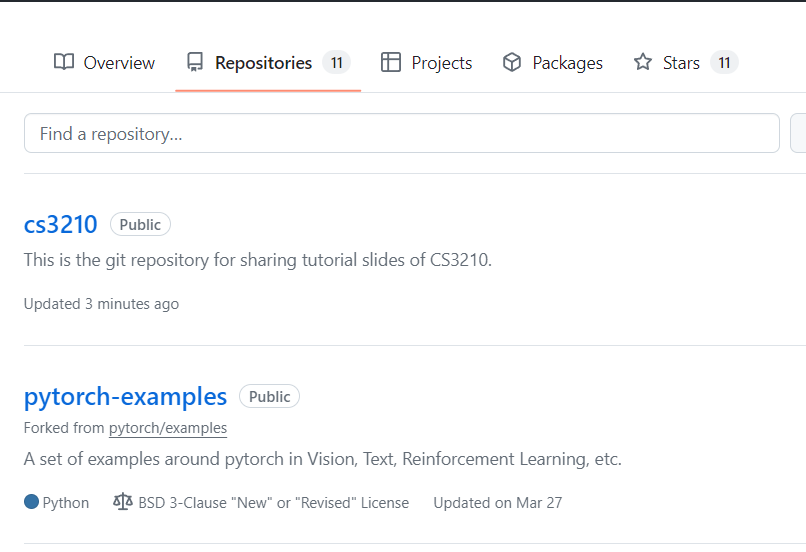 Overview Repositories 11 Projects Packages Stars 11
Find a repository...
cs3210 Public
This is the git repository for sharing tutorial slides of CS3210.
Updated 3 minutes ago
pytorch-examples Public
Forked from pytorch/examples
A set of examples around pytorch in Vision, Text, Reinforcement Learning, etc.
Python BSD 3-Clause "New" or "Revised" License Updated on Mar 27